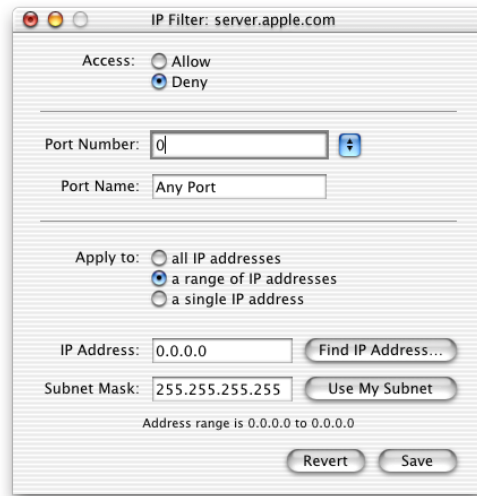 IP Filter: server.apple.com
Access: Allow
Deny
Port Number: 0
Port Name: Any Port
Apply to: all IP addresses
a range of IP addresses
a single IP address
IP Address: 0.0.0.0 Find IP Address...
Subnet Mask: 255.255.255.255 Use My Subnet
Address range is 0.0.0.0 to 0.0.0.0
Revert Save